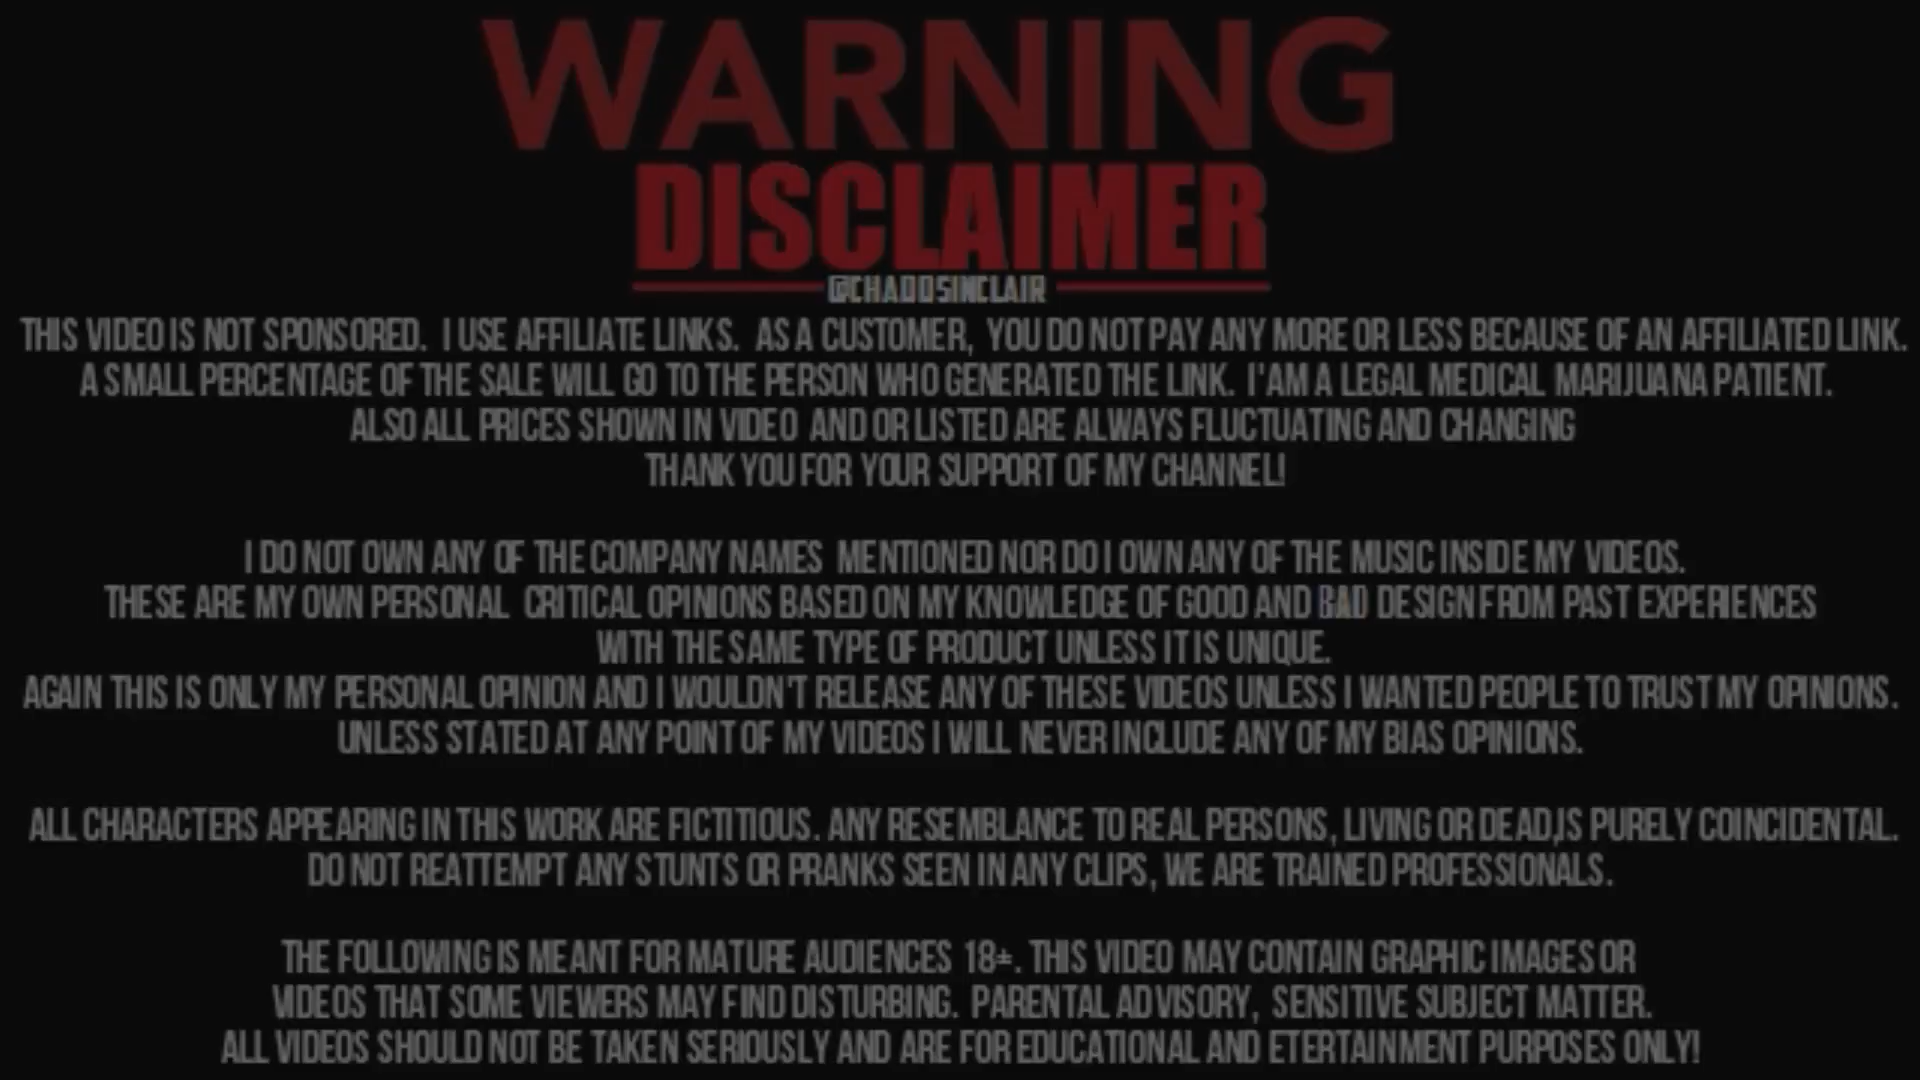 WARNING
DISCLAIMER
@CHADDSINCLAIR
THIS VIDEO IS NOT SPONSORED. I USE AFFILIATE LINKS. AS A CUSTOMER, YOU DO NOT PAY ANY MORE OR LESS BECAUSE OF AN AFFILIATED LINK.
A SMALL PERCENTAGE OF THE SALE WILL GO TO THE PERSON WHO GENERATED THE LINK. I'AM A LEGAL MEDICAL MARIJUANA PATIENT.
ALSO ALL PRICES SHOWN IN VIDEO AND OR LISTED ARE ALWAYS FLUCTUATING AND CHANGING
THANK YOU FOR YOUR SUPPORT OF MY CHANNEL!
I DO NOT OWN ANY OF THE COMPANY NAMES MENTIONED NOR DO I OWN ANY OF THE MUSIC INSIDE MY VIDEOS.
THESE ARE MY OWN PERSONAL CRITICAL OPINIONS BASED ON MY KNOWLEDGE OF GOOD AND BAD DESIGN FROM PAST EXPERIENCES
WITH THE SAME TYPE OF PRODUCT UNLESS IT IS UNIQUE.
AGAIN THIS IS ONLY MY PERSONAL OPINION AND I WOULDN'T RELEASE ANY OF THESE VIDEOS UNLESS I WANTED PEOPLE TO TRUST MY OPINIONS.
UNLESS STATED AT ANY POINT OF MY VIDEOS I WILL NEVER INCLUDE ANY OF MY BIAS OPINIONS.
ALL CHARACTERS APPEARING IN THIS WORK ARE FICTITIOUS. ANY RESEMBLANCE TO REAL PERSONS, LIVING OR DEAD,IS PURELY COINCIDENTAL.
DO NOT REATTEMPT ANY STUNTS OR PRANKS SEEN IN ANY CLIPS, WE ARE TRAINED PROFESSIONALS.
THE FOLLOWING IS MEANT FOR MATURE AUDIENCES 18+. THIS VIDEO MAY CONTAIN GRAPHIC IMAGES OR
VIDEOS THAT SOME VIEWERS MAY FIND DISTURBING. PARENTAL ADVISORY, SENSITIVE SUBJECT MATTER.
ALL VIDEOS SHOULD NOT BE TAKEN SERIOUSLY AND ARE FOR EDUCATIONAL AND ETERTAINMENT PURPOSES ONLY!